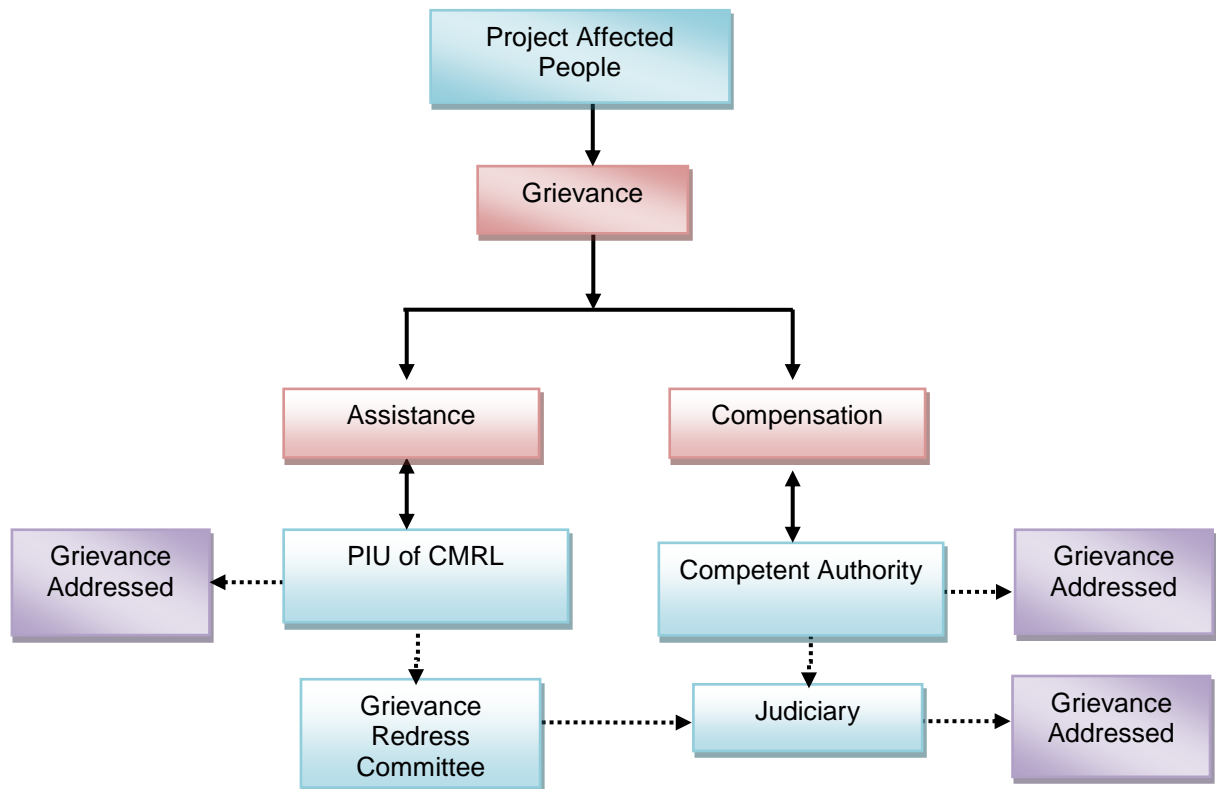 Project Affected
People
Grievance
Assistance
Compensation
Grievance
Addressed
PIU of CMRL
Competent Authority
Grievance
Addressed
Grievance
Redress
Committee
Judiciary
Grievance
Addressed